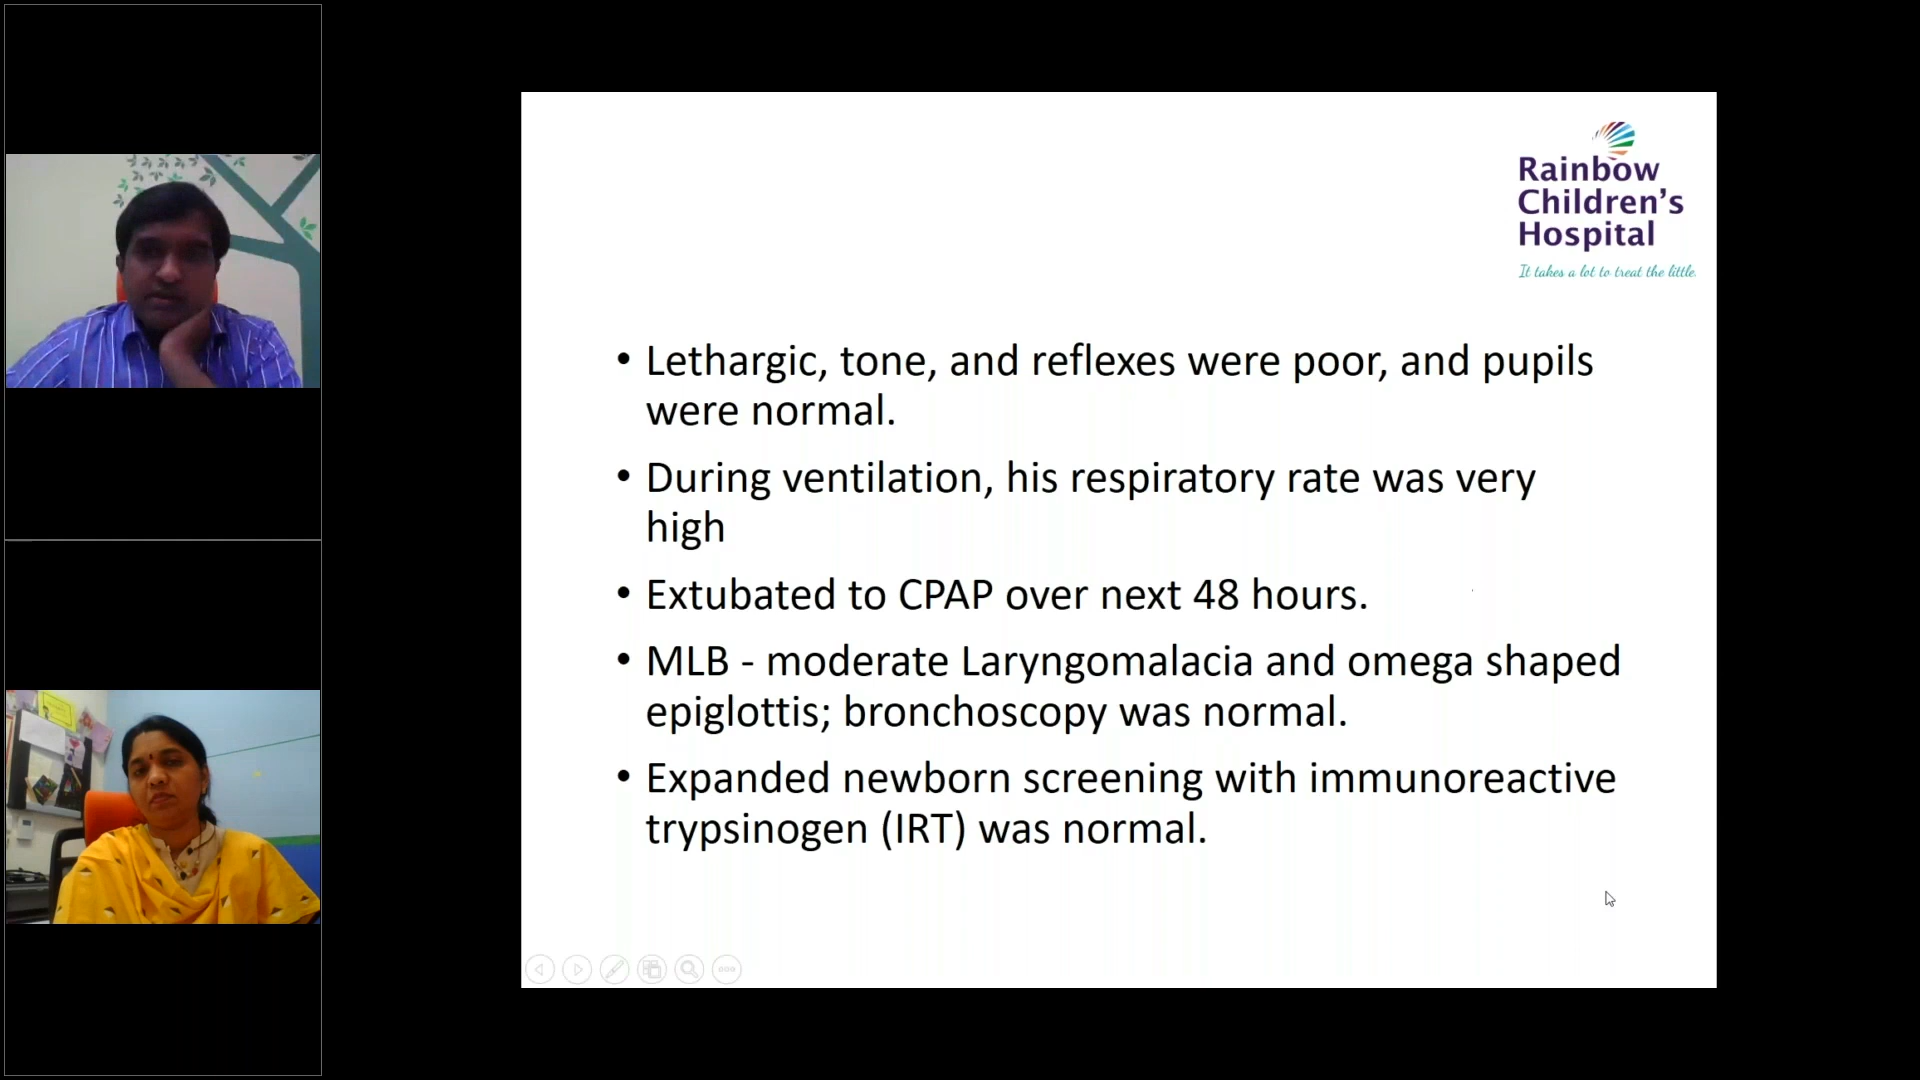 Rainbow
Children's
Hospital
It takes a lot to treat the little.
• Lethargic, tone, and reflexes were poor, and pupils
were normal.
• During ventilation, his respiratory rate was very
high
• Extubated to CPAP over next 48 hours.
• MLB - moderate Laryngomalacia and omega shaped
epiglottis; bronchoscopy was normal.
• Expanded newborn screening with immunoreactive
trypsinogen (IRT) was normal.